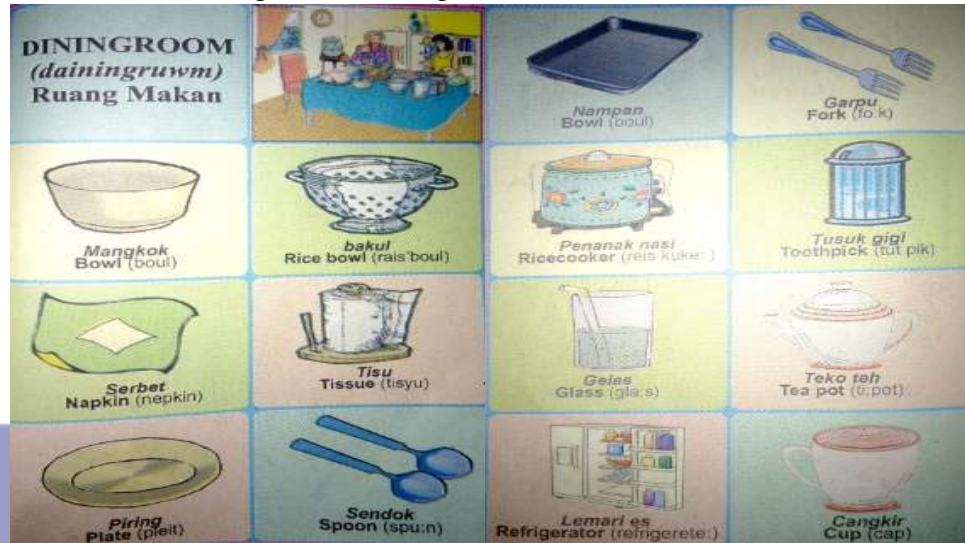 DININGROOM
(dainingruwm)
Ruang Makan
Nampan
Bowl (boul)
Garpu
Fork (fo:k)
Mangkok
Bowl (boul)
bakul
Rice bowl (rais'boul)
Penanak nasi
Ricecooker (reis kuke: )
Tusuk gigi
Toothpick (tut pik)
Serbet
Napkin (nepkin)
Tisu
Tissue (tisyu)
Gelas
Glass (gla:s)
Teko teh
Tea pot (ti:pot)
Piring
Plate (pleit)
Sendok
Spoon (spu:n)
Lemari es
Refrigerator (refrigerete:)
Cangkir
Cup (cap)